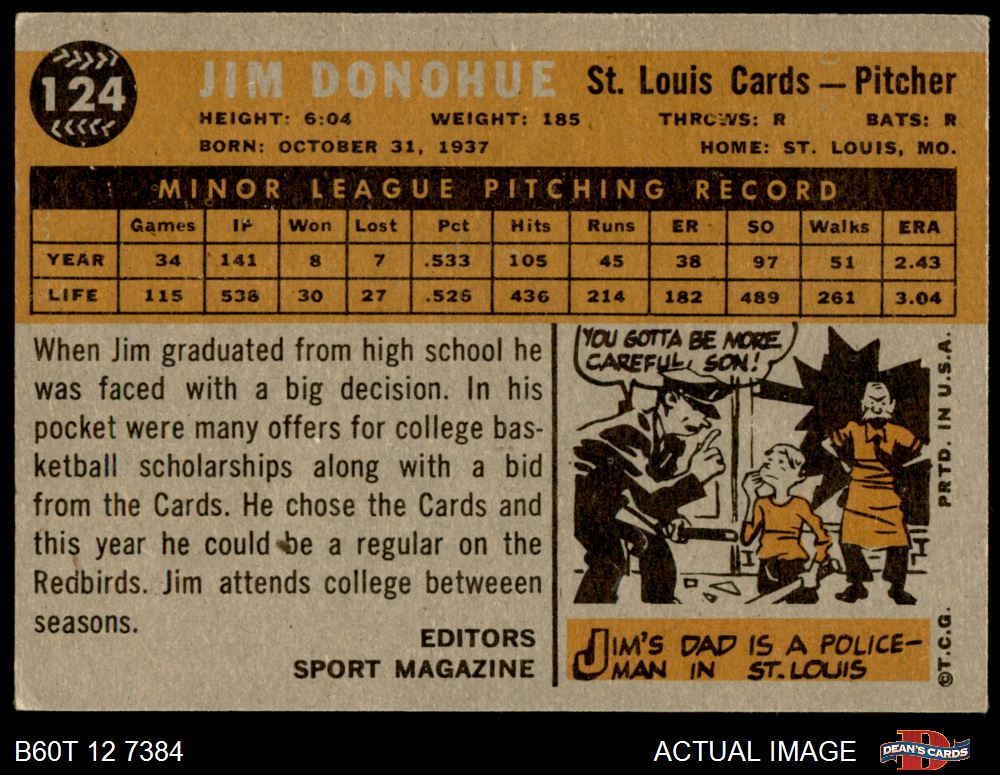 124
JIM DONOHUE St. Louis Cards — Pitcher
HEIGHT: 6:04 WEIGHT: 185 THROWS: R BATS: R
BORN: OCTOBER 31, 1937 HOME: ST. LOUIS, MO.
MINOR LEAGUE PITCHING RECORD
Games IP Won Lost Pct Hits Runs ER SO Walks ERA
YEAR 34 141 8 7 .533 105 45 38 97 51 2.43
LIFE 115 538 30 27 .526 436 214 182 489 261 3.04
When Jim graduated from high school he
was faced with a big decision. In his
pocket were many offers for college bas-
ketball scholarships along with a bid
from the Cards. He chose the Cards and
this year he could be a regular on the
Redbirds. Jim attends college betweeen
seasons.
EDITORS
SPORT MAGAZINE
YOU GOTTA BE MORE
CAREFUL, SON!
JIM'S DAD IS A POLICE-
MAN IN ST. LOUIS
©T.C.G. PRTD. IN U.S.A.
B60T 12 7384 ACTUAL IMAGE
D
DEAN'S CARDS